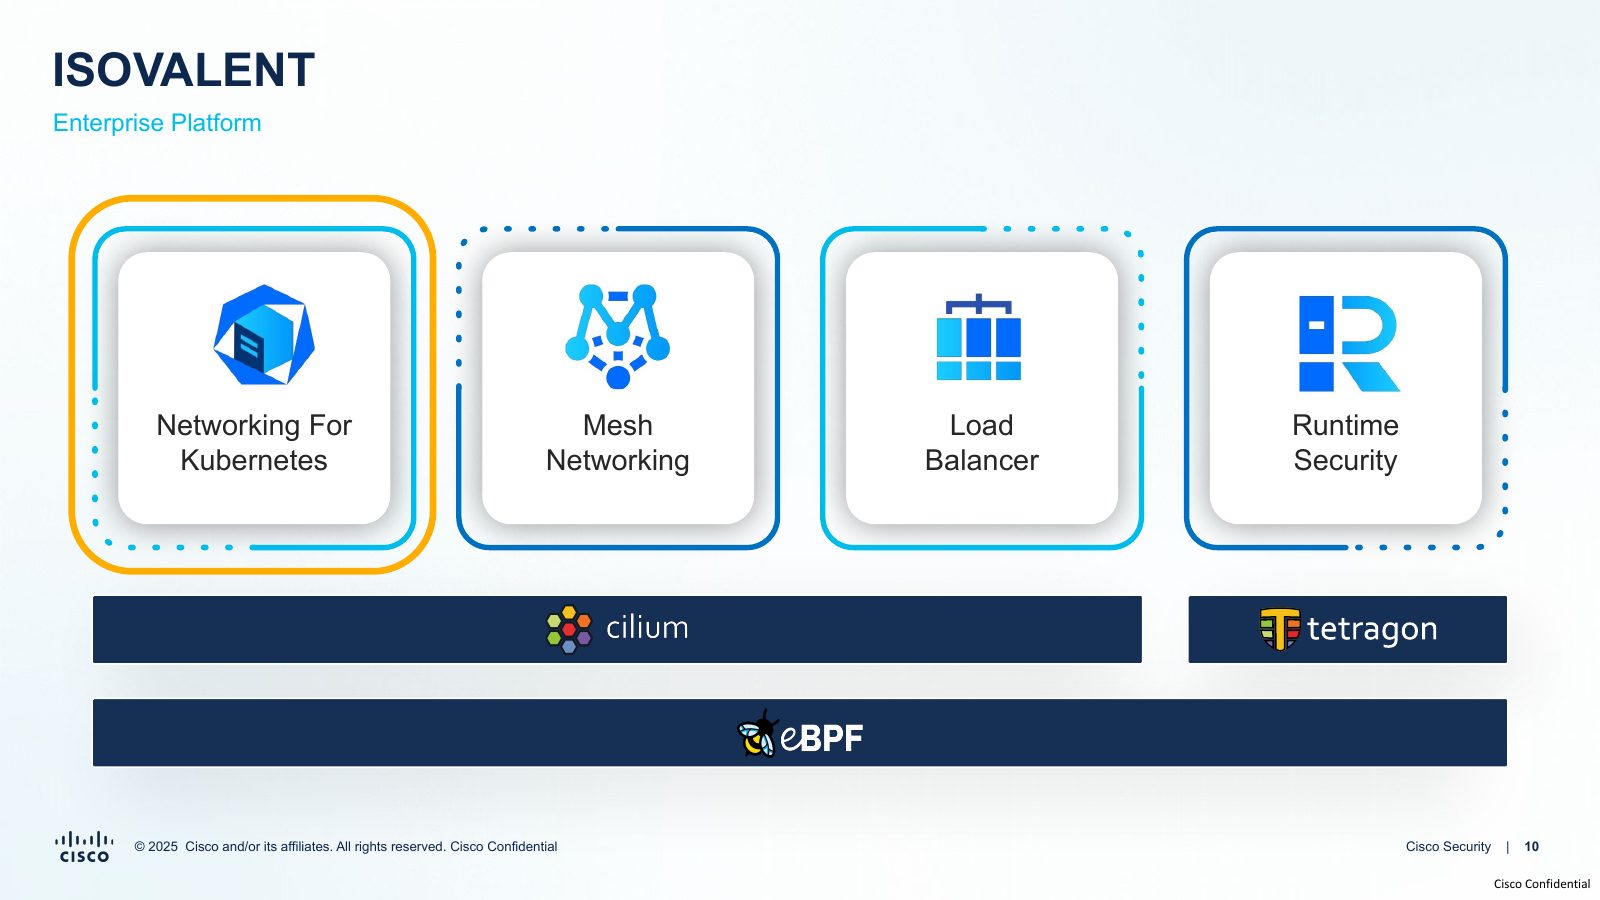 ISOVALENT
Enterprise Platform
Networking For
Kubernetes
Mesh
Networking
Load
Balancer
Runtime
Security
cilium
tetragon
eBPF
CISCO
© 2025 Cisco and/or its affiliates. All rights reserved. Cisco Confidential
Cisco Security | 10
Cisco Confidential